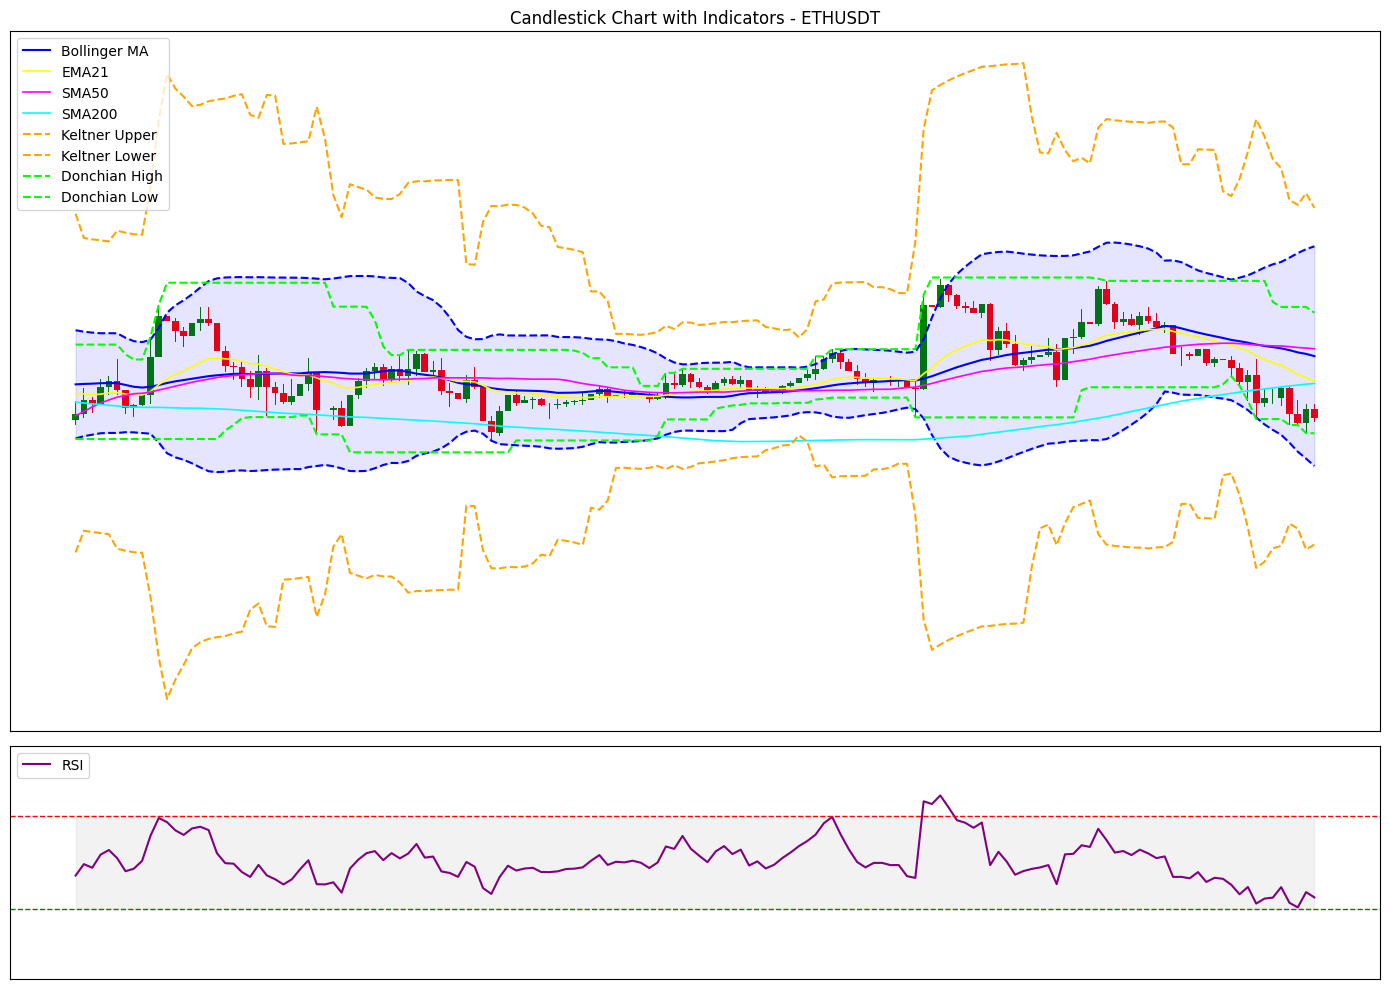 Candlestick Chart with Indicators - ETHUSDT
Bollinger MA
EMA21
SMA50
SMA200
Keltner Upper
Keltner Lower
Donchian High
Donchian Low
RSI